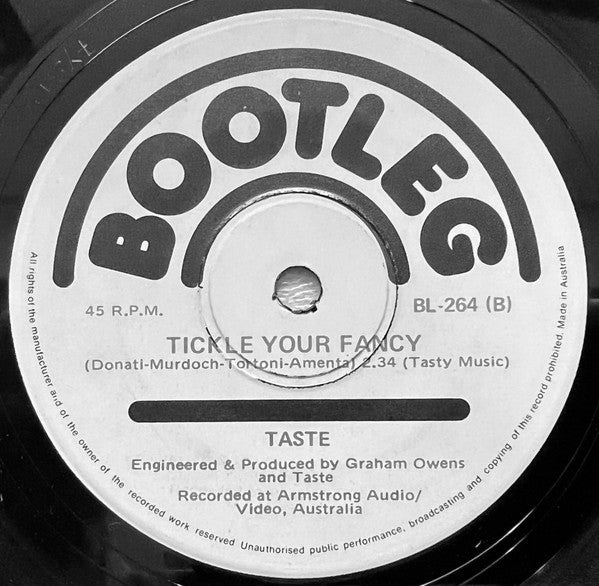 BOOTLEG
45 R.P.M.
BL-264 (B)
TICKLE YOUR FANCY
(Donati-Murdoch-Tortoni-Amenta) 2.34 (Tasty Music)
TASTE
Engineered & Produced by Graham Owens
and Taste
Recorded at Armstrong Audio/
Video, Australia
All rights of the manufacturer and of the owner of the recorded work reserved Unauthorised public performance, broadcasting and copying of this record prohibited. Made in Australia